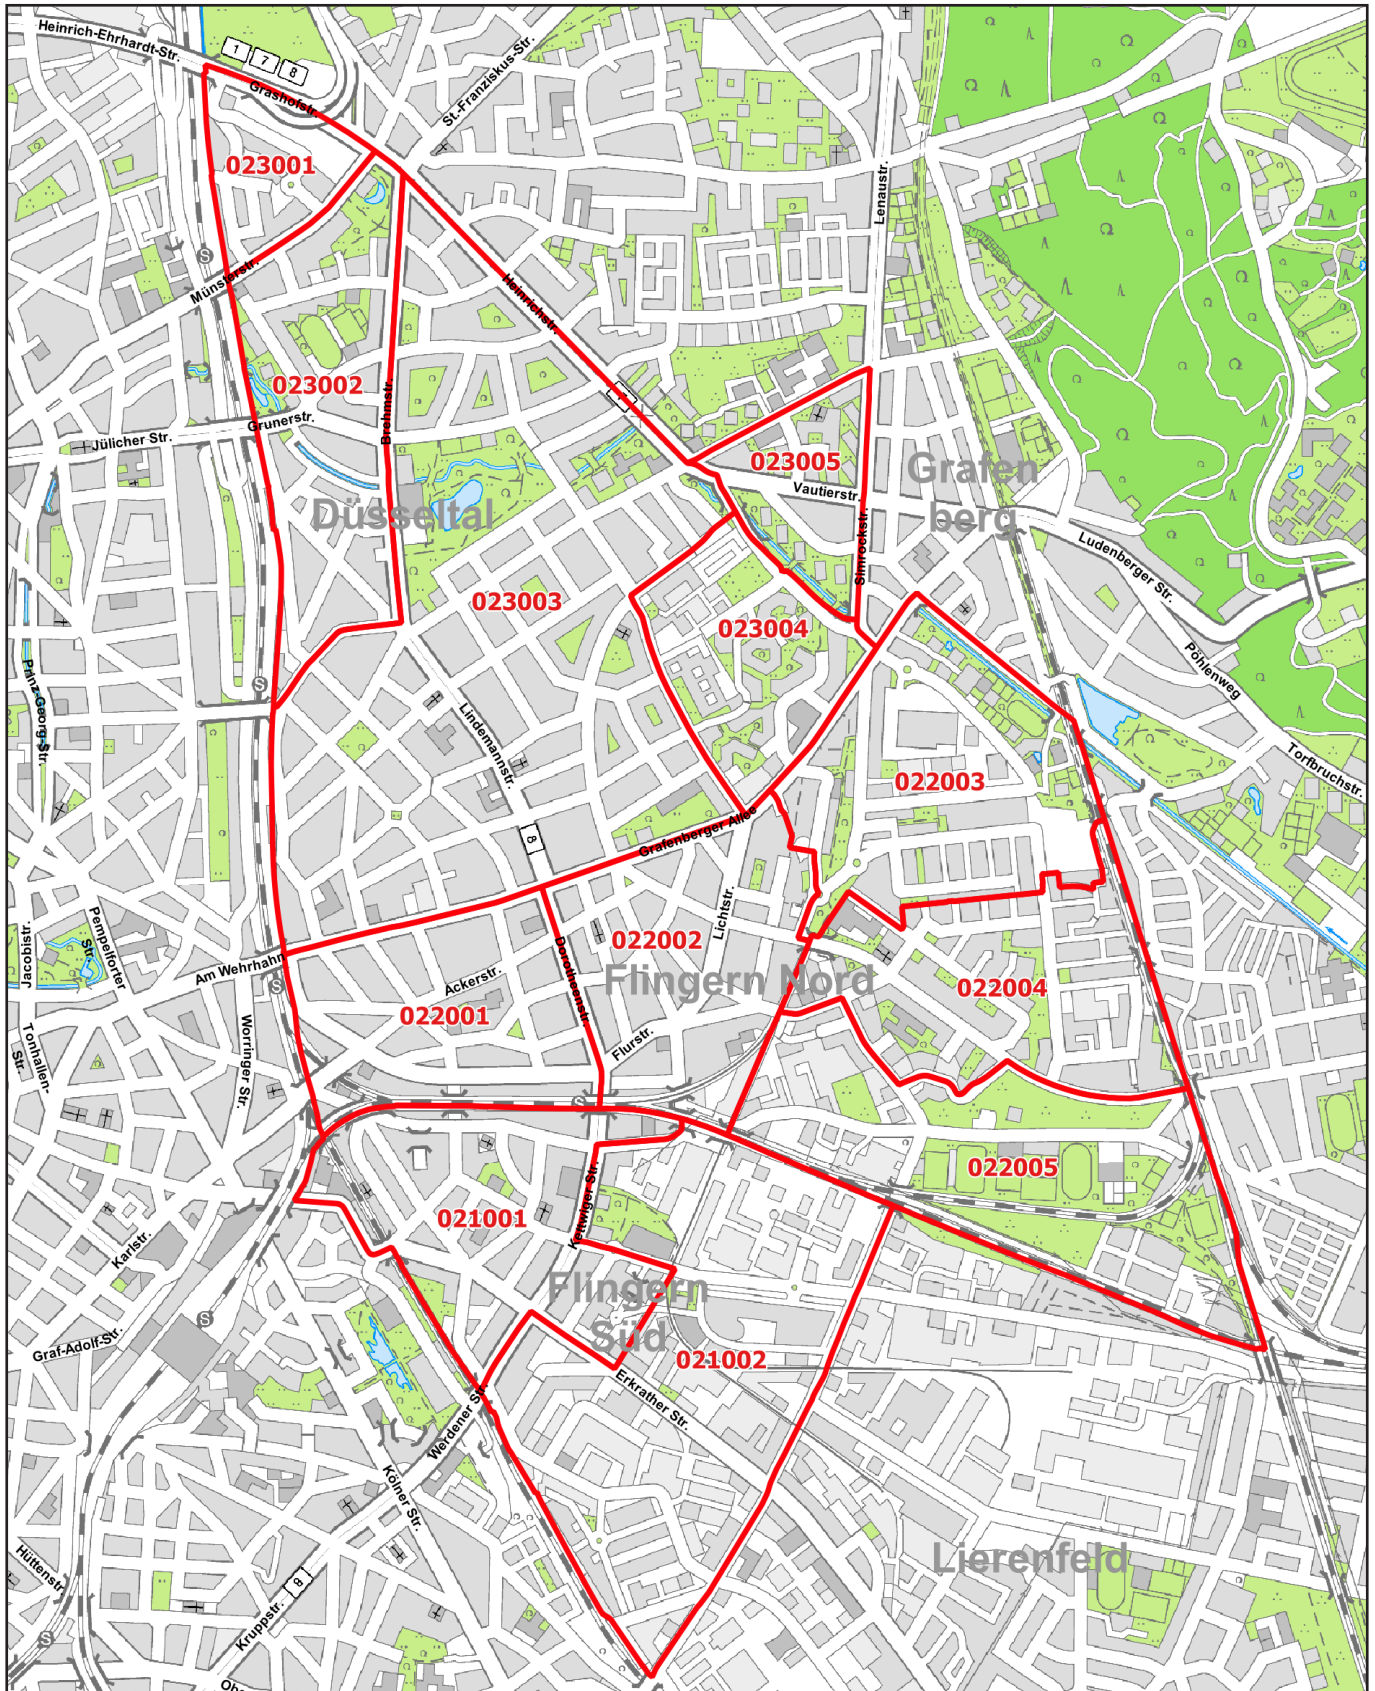 Heinrich-Ehrhardt-Str.
1
7
8
Grashofstr.
St.-Franziskus-Str.
023001
Lenaustr.
Münsterstr.
Heinrichstr.
023002
7
Brehmstr.
Grunerstr.
Jülicher Str.
023005
Grafen
berg
Vautierstr.
Düsseltal
Simrockstr.
Ludenberger Str.
023003
023004
Pöhlenweg
Prinz-Georg-Str.
S
S
Lindemannstr.
Torfbruchstr.
022003
8
Grafenberger Allee
Lichtstr.
Pempelforter
Str.
Jacobistr.
022002
Dorotheenstr.
Am Wehrhahn
S
Ackerstr.
Flingern Nord
022004
022001
Tonhallen-
Str.
Worringer Str.
Flurstr.
S
022005
Kettwiger Str.
021001
Karlstr.
Flingern
Süd
S
Graf-Adolf-Str.
021002
Erkrather Str.
Werdener Str.
Kölner Str.
Lierenfeld
Hüttenstr.
8
Kruppstr.
S